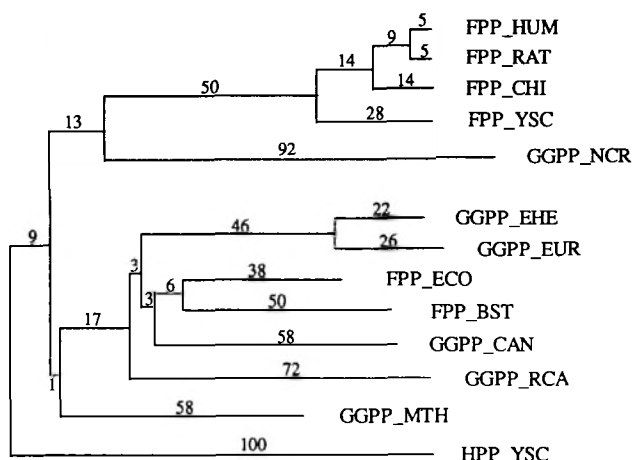 5
FPP_HUM
9
5
FPP_RAT
14
14
FPP_CHI
50
28
FPP_YSC
13
92
GGPP_NCR
22
GGPP_EHE
46
26
GGPP_EUR
9
3
38
FPP_ECO
6
3
50
FPP_BST
17
58
GGPP_CAN
72
GGPP_RCA
1
58
GGPP_MTH
100
HPP_YSC